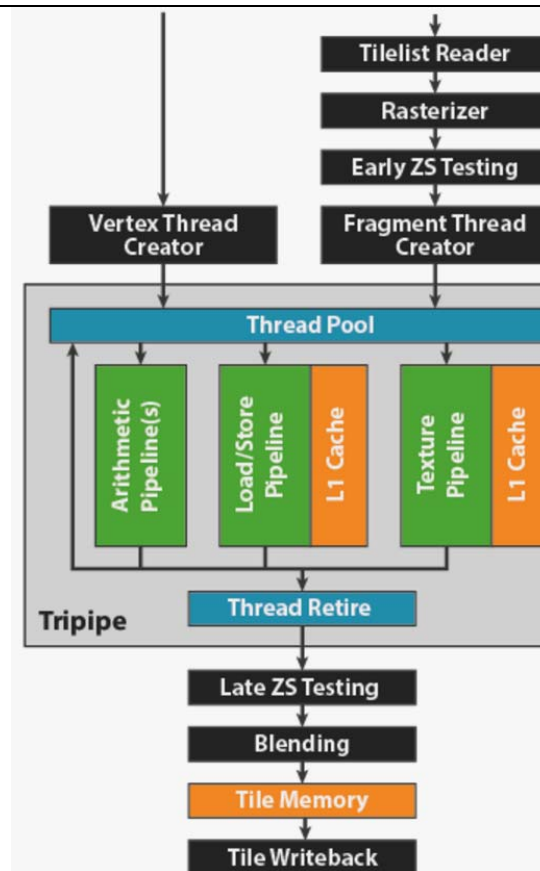 Tilelist Reader
Rasterizer
Early ZS Testing
Vertex Thread
Creator
Fragment Thread
Creator
Thread Pool
Arithmetic
Pipeline(s)
Load/Store
Pipeline
L1 Cache
Texture
Pipeline
L1 Cache
Thread Retire
Tripipe
Late ZS Testing
Blending
Tile Memory
Tile Writeback